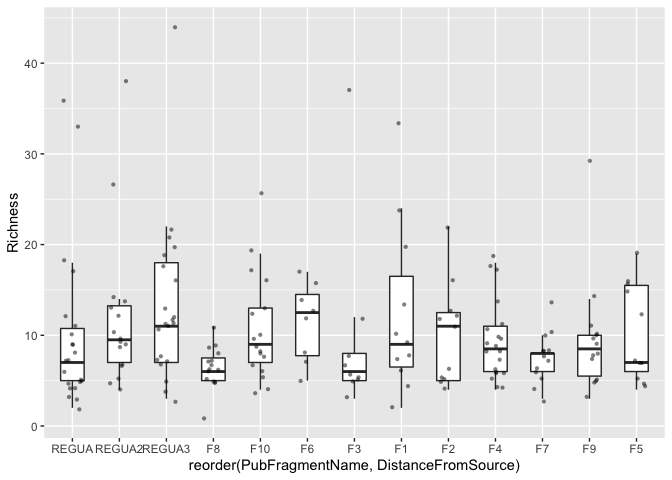 Richness
40
30
20
10
0
REGUA REGUA2 REGUA3 F8 F10 F6 F3 F1 F2 F4 F7 F9 F5
reorder(PubFragmentName, DistanceFromSource)